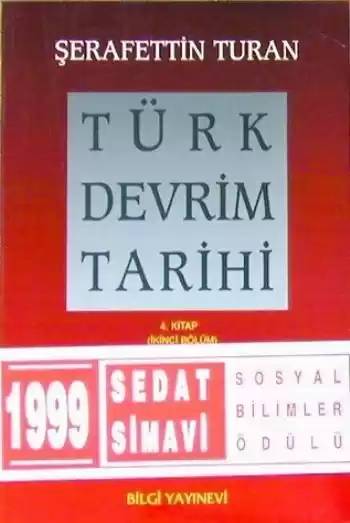 ŞERAFETTİN TURAN
TÜRK
DEVRİM
TARİHİ
4. KİTAP
(İKİNCİ BÖLÜM)
1999
SEDAT
SİMAVİ
SOSYAL
BİLİMLER
ÖDÜLÜ
BİLGİ YAYINEVİ